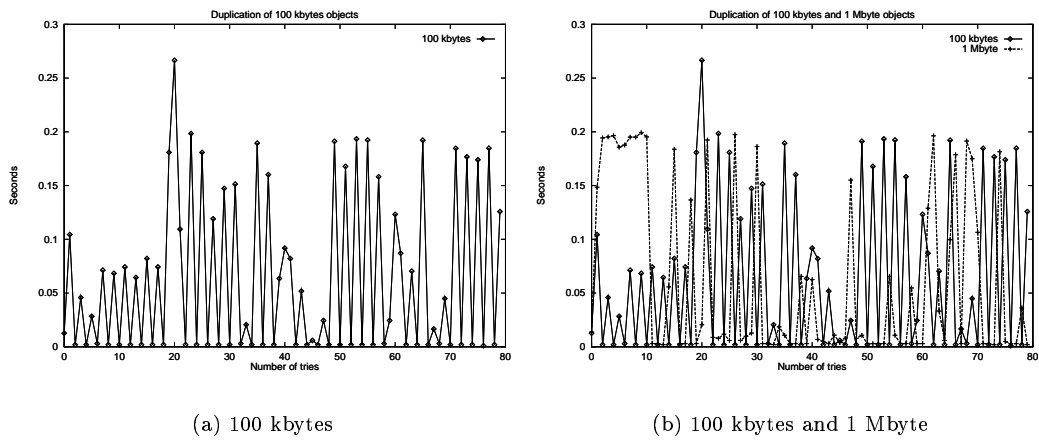 Duplication of 100 kbytes objects
0.3
0.25
0.2
0.15
0.1
0.05
0
Seconds
100 kbytes
0 10 20 30 40 50 60 70 80
Number of tries
(a) 100 kbytes
Duplication of 100 kbytes and 1 Mbyte objects
0.3
0.25
0.2
0.15
0.1
0.05
0
Seconds
100 kbytes
1 Mbyte
0 10 20 30 40 50 60 70 80
Number of tries
(b) 100 kbytes and 1 Mbyte